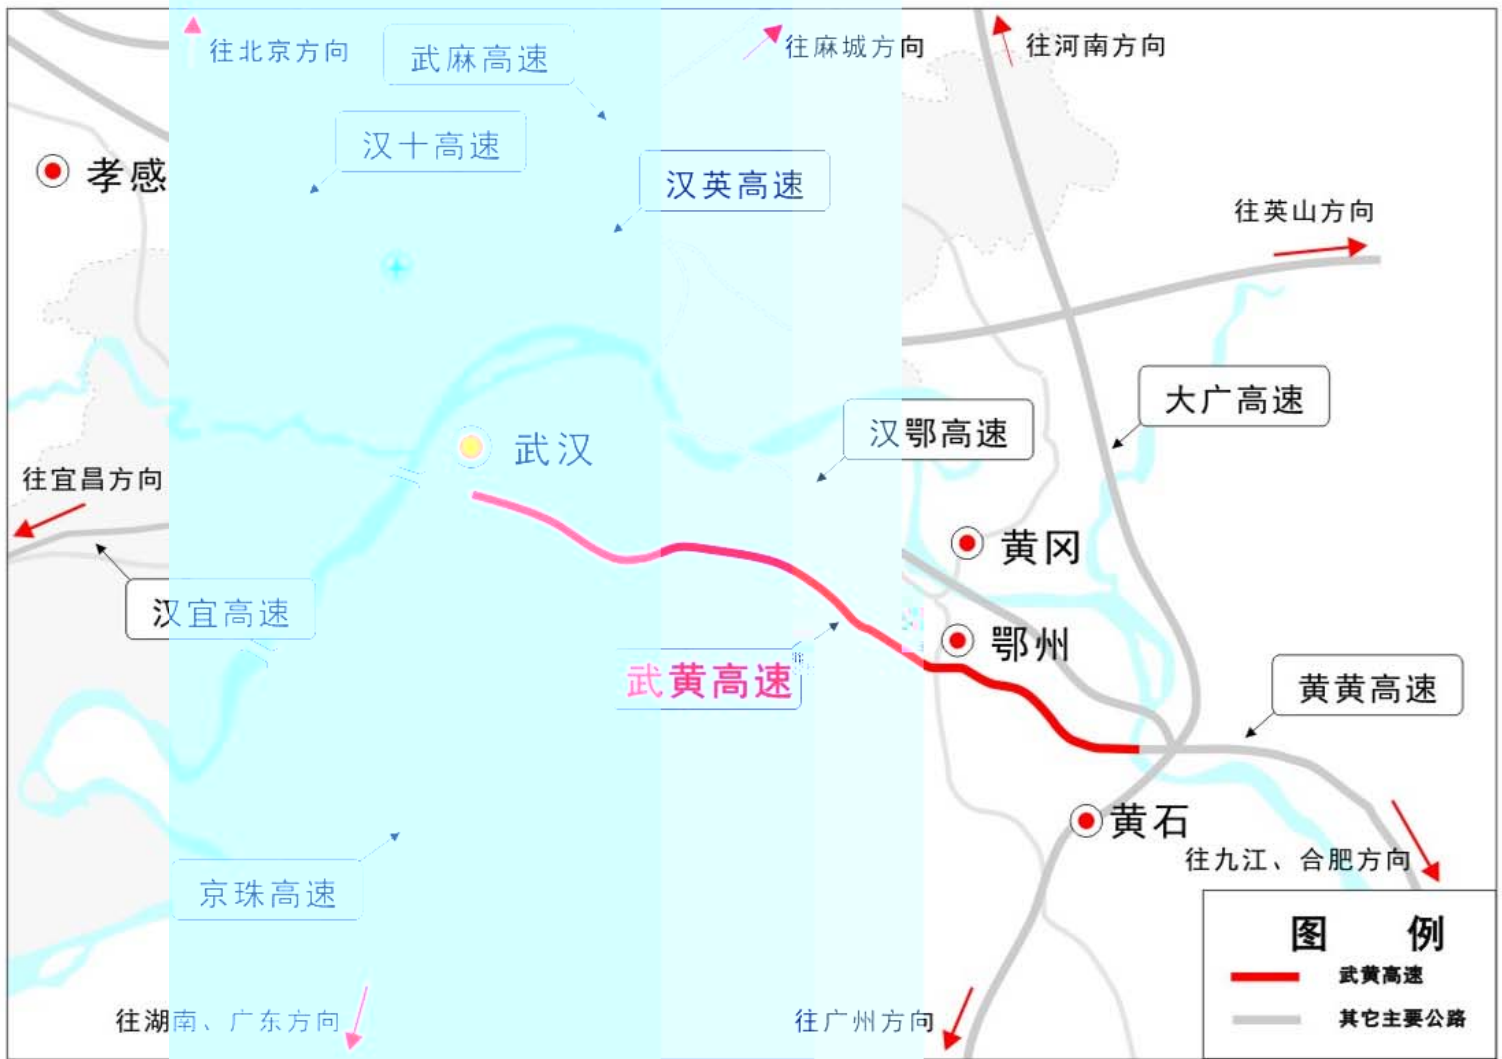 往北京方向
武麻高速
往麻城方向
往河南方向
汉十高速
孝感
汉英高速
往英山方向
大广高速
汉鄂高速
武汉
往宜昌方向
黄冈
汉宜高速
鄂州
武黄高速
黄黄高速
黄石
往九江、合肥方向
京珠高速
图 例
武黄高速
其它主要公路
往湖南、广东方向
往广州方向